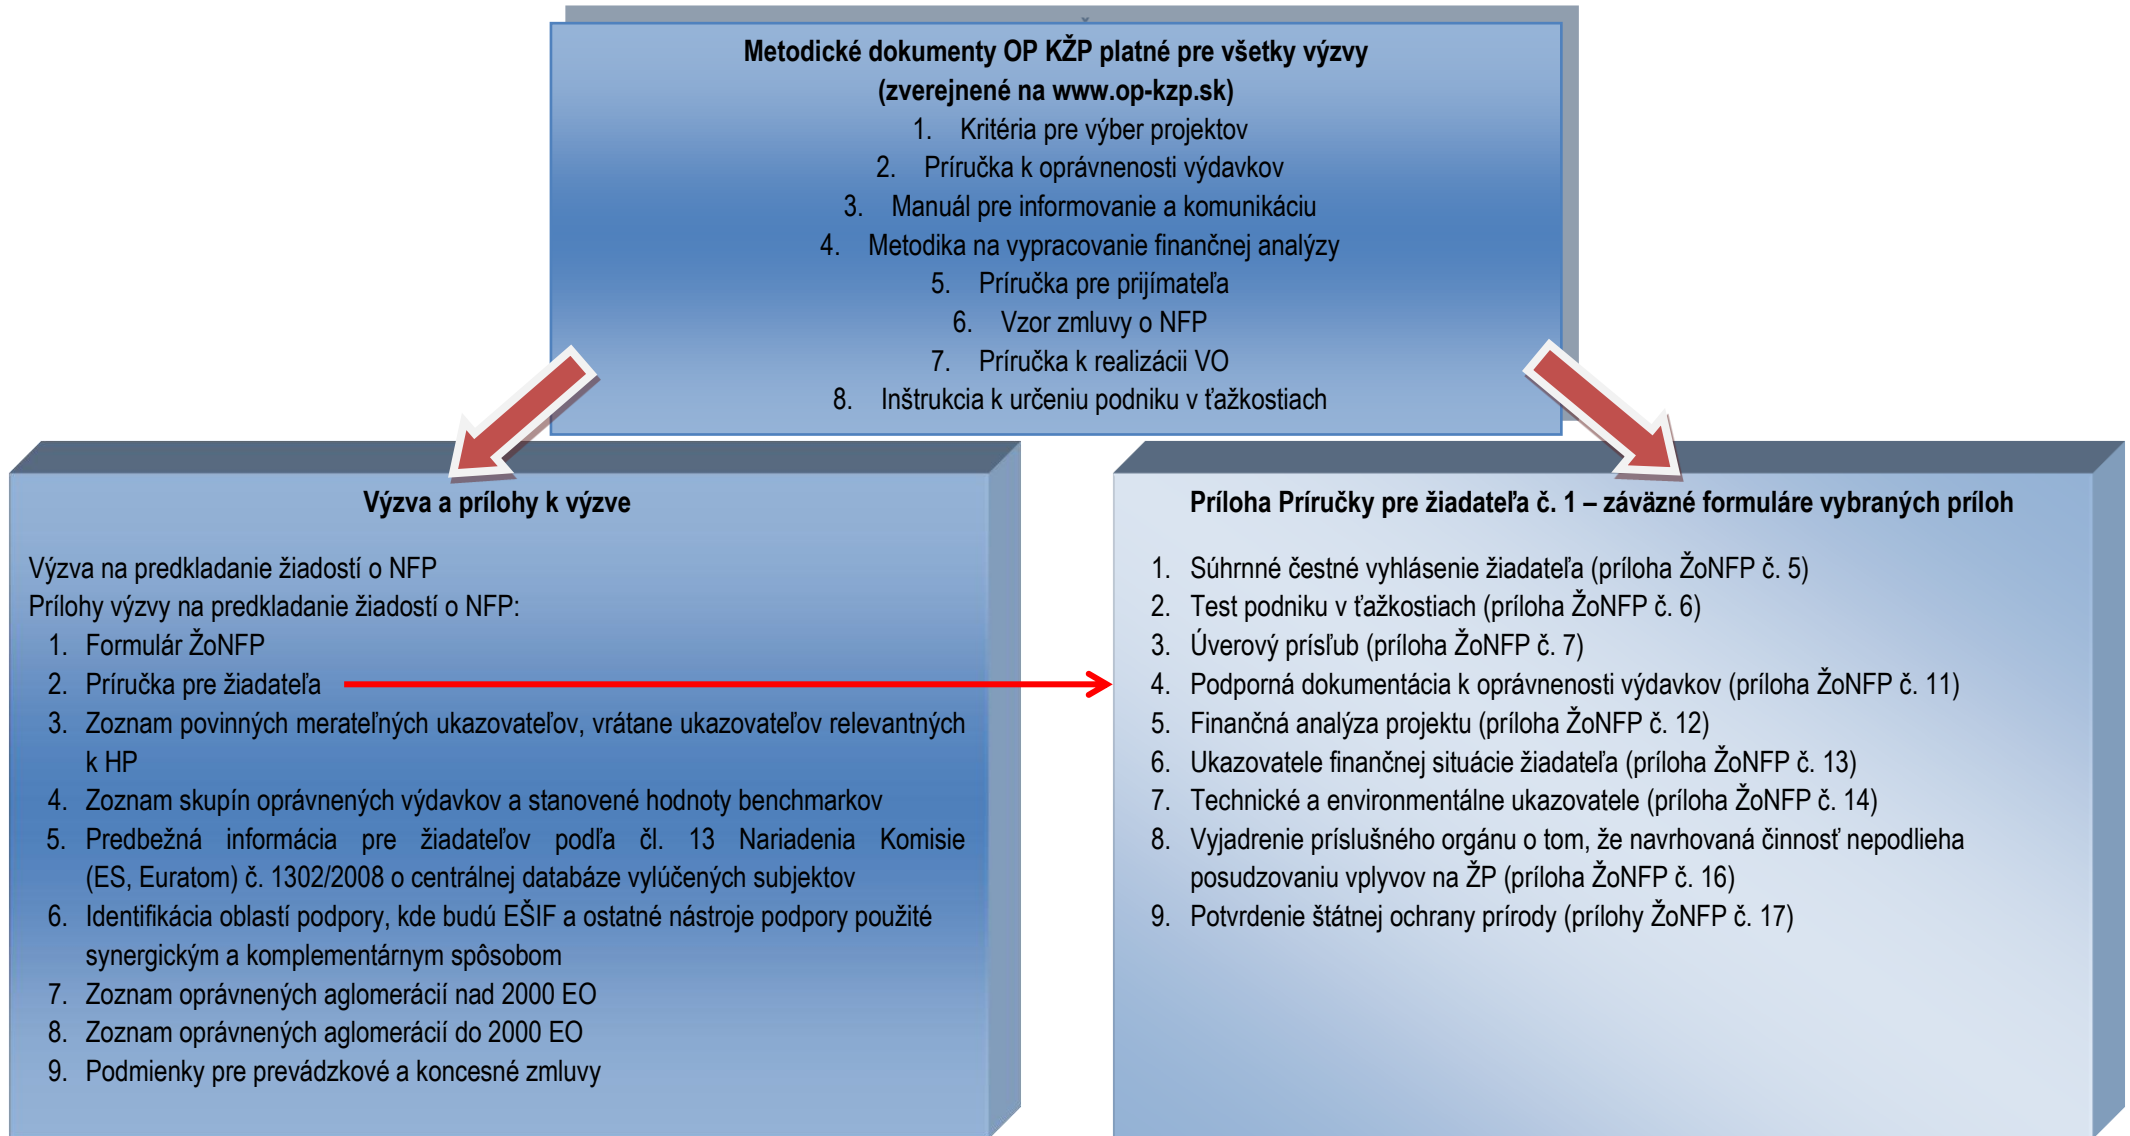 Metodické dokumenty OP KŽP platné pre všetky výzvy
(zverejnené na www.op-kzp.sk)
1. Kritéria pre výber projektov
2. Príručka k oprávnenosti výdavkov
3. Manuál pre informovanie a komunikáciu
4. Metodika na vypracovanie finančnej analýzy
5. Príručka pre prijímateľa
6. Vzor zmluvy o NFP
7. Príručka k realizácii VO
8. Inštrukcia k určeniu podniku v ťažkostiach
Výzva a prílohy k výzve
Výzva na predkladanie žiadostí o NFP
Prílohy výzvy na predkladanie žiadostí o NFP:
1. Formulár ŽoNFP
2. Príručka pre žiadateľa
3. Zoznam povinných merateľných ukazovateľov, vrátane ukazovateľov relevantných
k HP
4. Zoznam skupín oprávnených výdavkov a stanovené hodnoty benchmarkov
5. Predbežná informácia pre žiadateľov podľa čl. 13 Nariadenia Komisie
(ES, Euratom) č. 1302/2008 o centrálnej databáze vylúčených subjektov
6. Identifikácia oblastí podpory, kde budú EŠIF a ostatné nástroje podpory použité
synergickým a komplementárnym spôsobom
7. Zoznam oprávnených aglomerácií nad 2000 EO
8. Zoznam oprávnených aglomerácií do 2000 EO
9. Podmienky pre prevádzkové a koncesné zmluvy
Príloha Príručky pre žiadateľa č. 1 – záväzné formuláre vybraných príloh
1. Súhrnné čestné vyhlásenie žiadateľa (príloha ŽoNFP č. 5)
2. Test podniku v ťažkostiach (príloha ŽoNFP č. 6)
3. Úverový prísľub (príloha ŽoNFP č. 7)
4. Podporná dokumentácia k oprávnenosti výdavkov (príloha ŽoNFP č. 11)
5. Finančná analýza projektu (príloha ŽoNFP č. 12)
6. Ukazovatele finančnej situácie žiadateľa (príloha ŽoNFP č. 13)
7. Technické a environmentálne ukazovatele (príloha ŽoNFP č. 14)
8. Vyjadrenie príslušného orgánu o tom, že navrhovaná činnosť nepodlieha
posudzovaniu vplyvov na ŽP (príloha ŽoNFP č. 16)
9. Potvrdenie štátnej ochrany prírody (prílohy ŽoNFP č. 17)